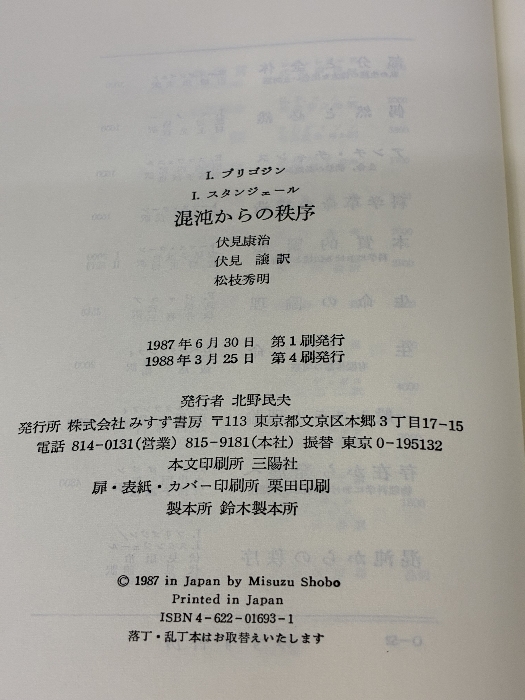 I. プリゴジン
I. スタンジェール
混沌からの秩序
伏見康治
伏見 譲 訳
松枝秀明
1987年6月30日 第1刷発行
1988年3月25日 第4刷発行
発行者 北野民夫
発行所 株式会社 みすず書房 〒113 東京都文京区本郷3丁目17-15
電話 814-0131(営業) 815-9181(本社) 振替 東京0-195132
本文印刷所 三陽社
扉・表紙・カバー印刷所 栗田印刷
製本所 鈴木製本所
© 1987 in Japan by Misuzu Shobo
Printed in Japan
ISBN 4-622-01693-1
落丁・乱丁本はお取替えいたします